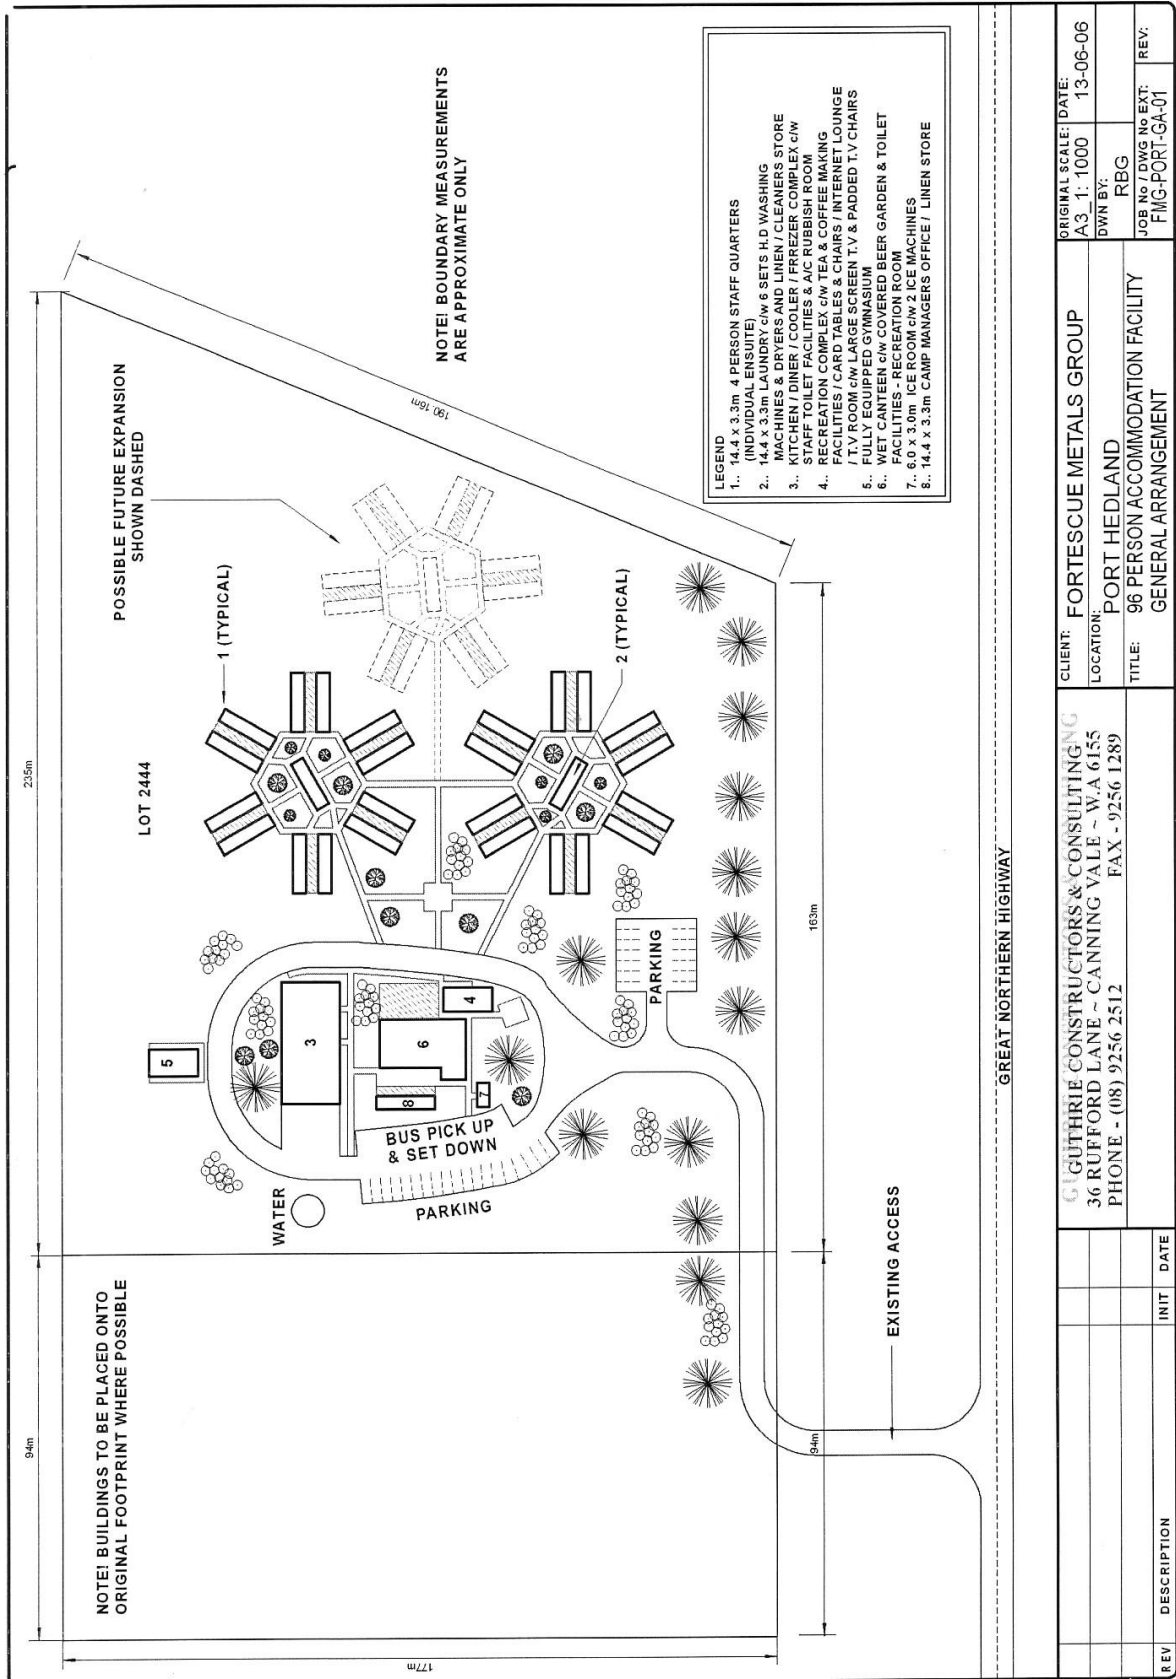 NOTE! BUILDINGS TO BE PLACED ONTO
ORIGINAL FOOTPRINT WHERE POSSIBLE
94m
235m
LOT 2444
POSSIBLE FUTURE EXPANSION
SHOWN DASHED
NOTE! BOUNDARY MEASUREMENTS
ARE APPROXIMATE ONLY
190.16m
177m
1 (TYPICAL)
2 (TYPICAL)
5
3
4
6
8
7
WATER
BUS PICK UP
& SET DOWN
PARKING
PARKING
94m
163m
EXISTING ACCESS
GREAT NORTHERN HIGHWAY
LEGEND
1.. 14.4 x 3.3m 4 PERSON STAFF QUARTERS
(INDIVIDUAL ENSUITE)
2.. 14.4 x 3.3m LAUNDRY c/w 6 SETS H.D WASHING
MACHINES & DRYERS AND LINEN / CLEANERS STORE
3.. KITCHEN / DINER / COOLER / FRREZER COMPLEX c/w
STAFF TOILET FACILITIES & A/C RUBBISH ROOM
4.. RECREATION COMPLEX c/w TEA & COFFEE MAKING
FACILITIES / CARD TABLES & CHAIRS / INTERNET LOUNGE
/ T.V ROOM c/w LARGE SCREEN T.V & PADDED T.V CHAIRS
5.. FULLY EQUIPPED GYMNASIUM
6.. WET CANTEEN c/w COVERED BEER GARDEN & TOILET
FACILITIES - RECREATION ROOM
7.. 6.0 x 3.0m ICE ROOM c/w 2 ICE MACHINES
8.. 14.4 x 3.3m CAMP MANAGERS OFFICE / LINEN STORE
REV DESCRIPTION INIT DATE
GUTHRIE CONSTRUCTORS & CONSULTING
36 RUFFORD LANE ~ CANNING VALE ~ W.A 6155
PHONE - (08) 9256 2512 FAX - 9256 1289
CLIENT: FORTESCUE METALS GROUP
LOCATION: PORT HEDLAND
TITLE: 96 PERSON ACCOMMODATION FACILITY
GENERAL ARRANGEMENT
ORIGINAL SCALE: A3_1: 1000
DATE: 13-06-06
DWN BY: RBG
JOB No / DWG No EXT: FMG-PORT-GA-01
REV: